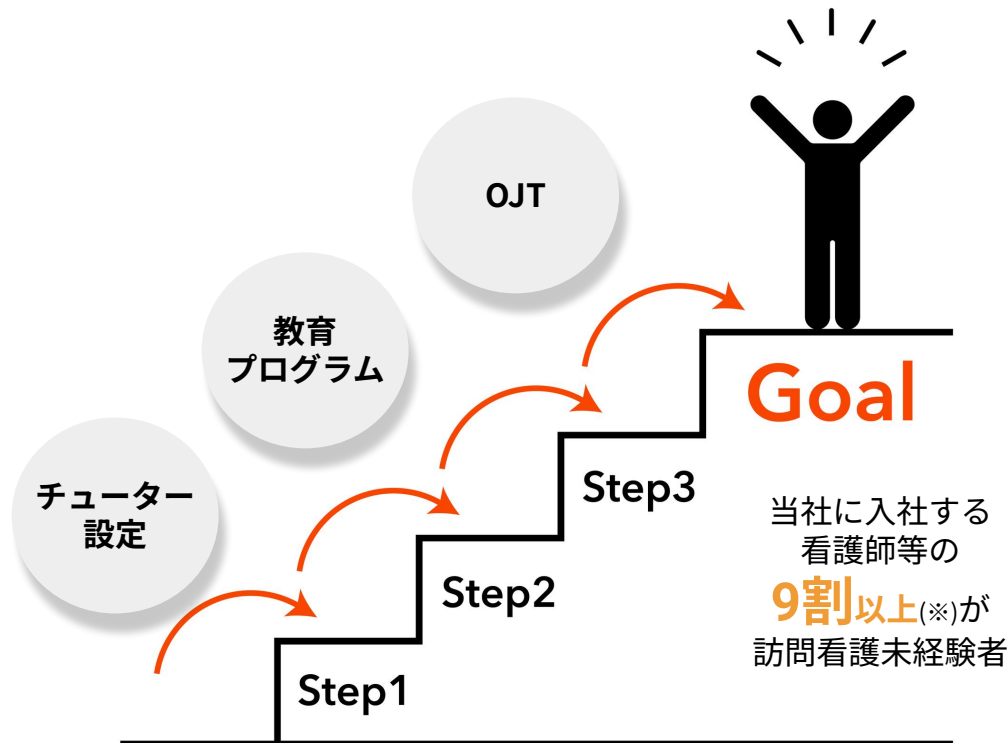 OJT
教育
プログラム
チューター
設定
Goal
Step3
Step2
Step1
当社に入社する
看護師等の
9割以上(※)が
訪問看護未経験者